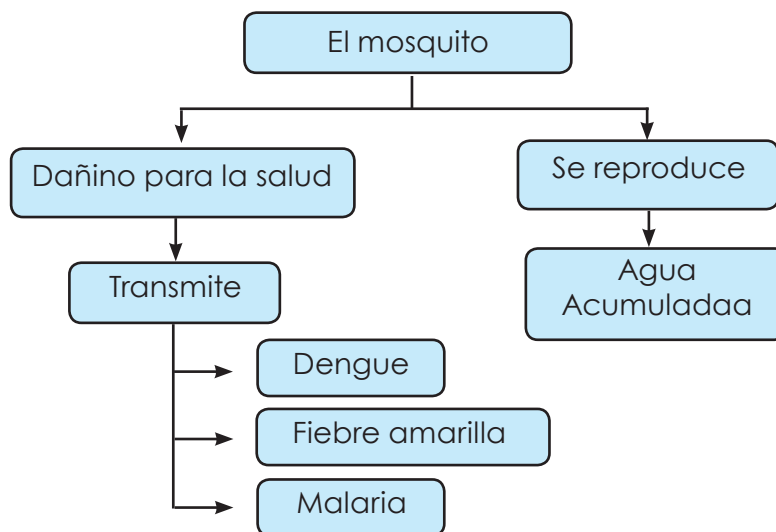 El mosquito
Dañino para la salud
Se reproduce
Transmite
Agua
Acumuladaa
Dengue
Fiebre amarilla
Malaria